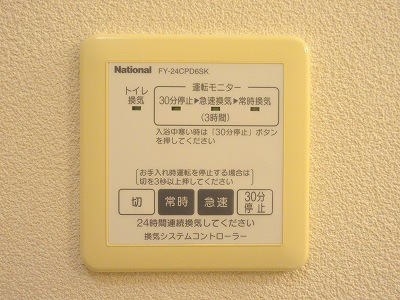 National FY-24CPD6SK
運転モニター
トイレ
換気
30分停止▶急速換気▶常時換気
(3時間)
入浴中寒い時は「30分停止」ボタン
を押してください
お手入れ時運転を停止する場合は
切を3秒以上押してください
切 常時 急速 30分
停止
24時間連続換気してください
換気システムコントローラー